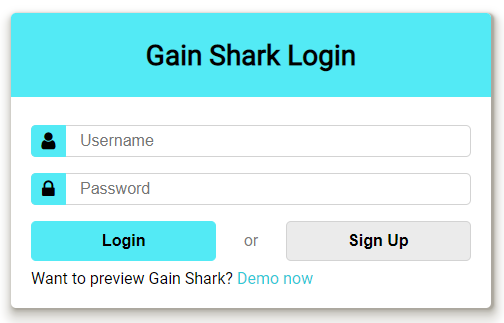 Gain Shark Login
Username
Password
Login or Sign Up
Want to preview Gain Shark? Demo now